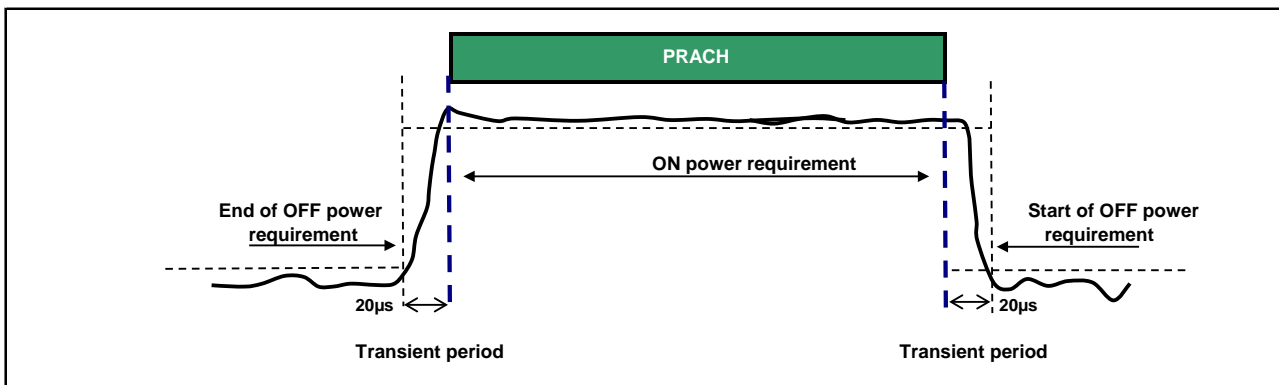 PRACH
ON power requirement
End of OFF power
requirement
Start of OFF power
requirement
20µs
20µs
Transient period
Transient period